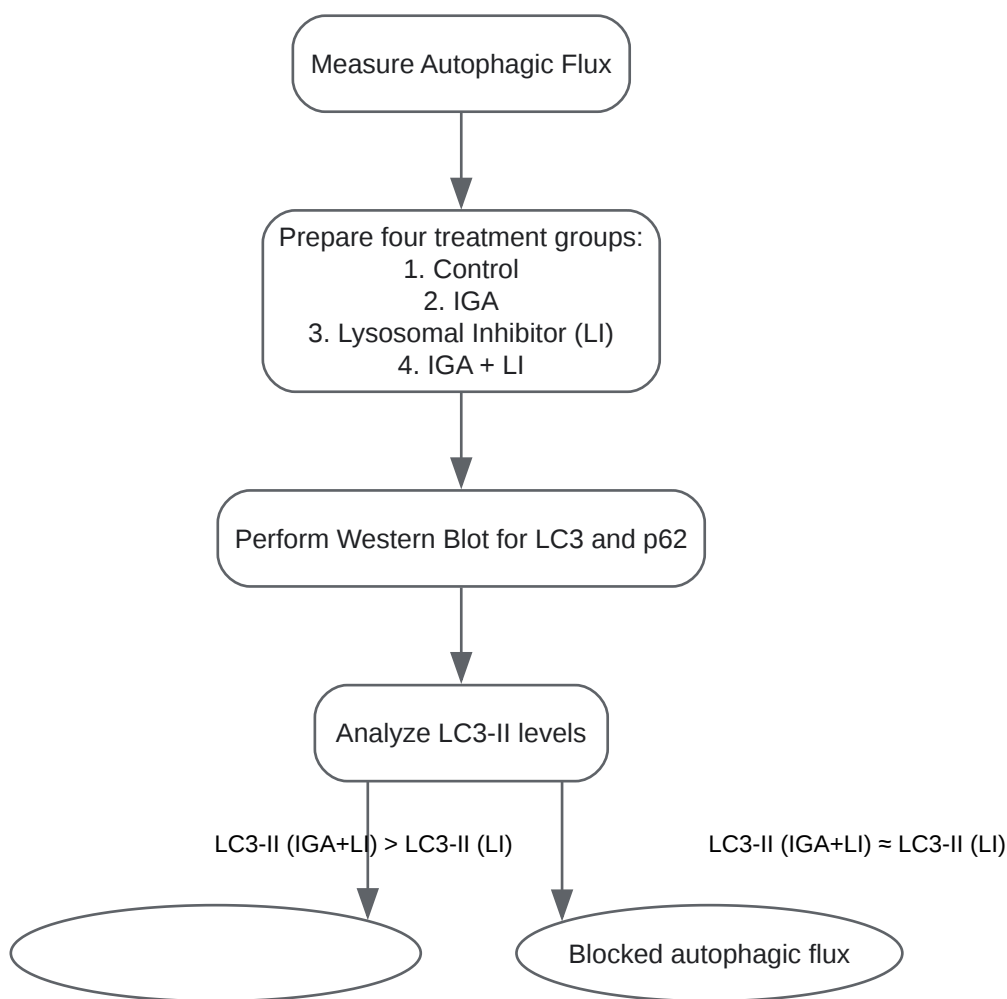 Measure Autophagic Flux
Prepare four treatment groups:
1. Control
2. IGA
3. Lysosomal Inhibitor (LI)
4. IGA + LI
Perform Western Blot for LC3 and p62
Analyze LC3-II levels
LC3-II (IGA+LI) > LC3-II (LI)
LC3-II (IGA+LI) ≈ LC3-II (LI)
Blocked autophagic flux